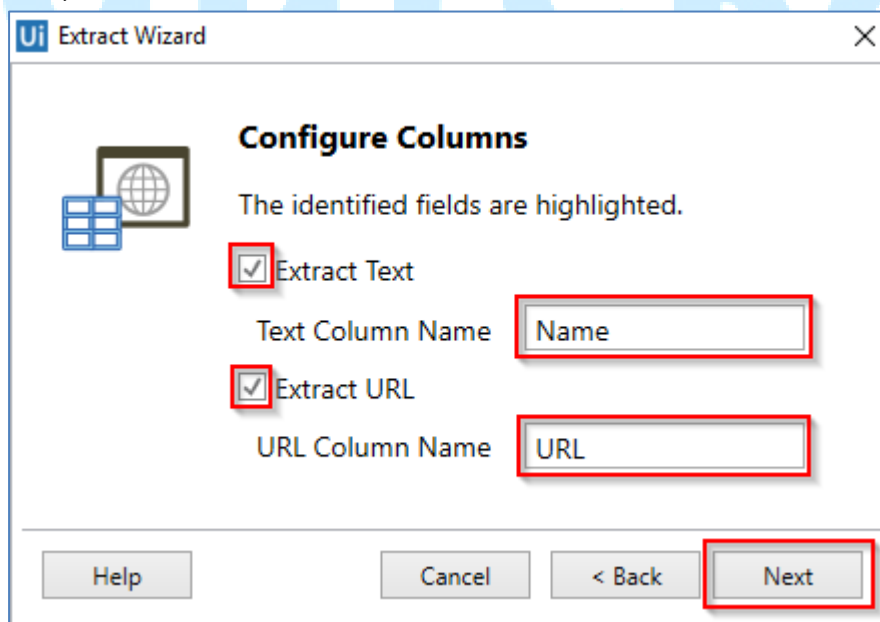 Ui Extract Wizard
Configure Columns
The identified fields are highlighted.
Extract Text
Text Column Name Name
Extract URL
URL Column Name URL
Help Cancel < Back Next